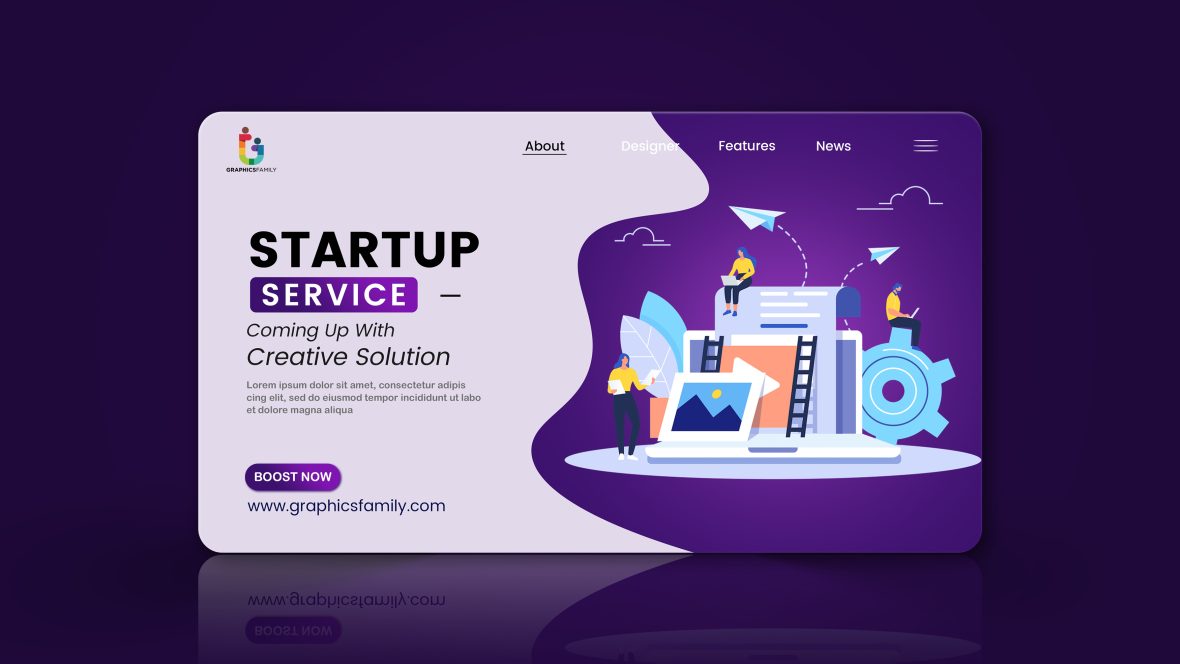 GRAPHICSFAMILY
About Designer Features News
STARTUP
SERVICE
Coming Up With
Creative Solution
Lorem ipsum dolor sit amet, consectetur adipis
cing elit, sed do eiusmod tempor incididunt ut labo
et dolore magna aliqua
BOOST NOW
www.graphicsfamily.com
www.graphicsfamily.com
BOOST NOW